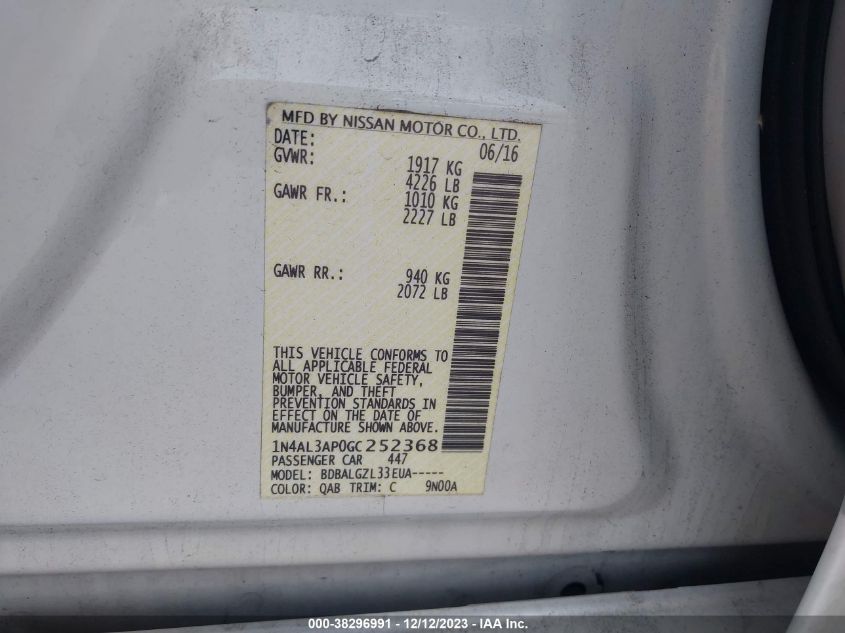 MFD BY NISSAN MOTOR CO., LTD.
DATE: 06/16
GVWR: 1917 KG
4226 LB
GAWR FR.: 1010 KG
2227 LB
GAWR RR.: 940 KG
2072 LB
THIS VEHICLE CONFORMS TO
ALL APPLICABLE FEDERAL
MOTOR VEHICLE SAFETY,
BUMPER, AND THEFT
PREVENTION STANDARDS IN
EFFECT ON THE DATE OF
MANUFACTURE SHOWN ABOVE.
1N4AL3AP0GC252368
PASSENGER CAR 447
MODEL: BDBALGZL33EUA-----
COLOR: QAB TRIM: C 9N00A
000-38296991 - 12/12/2023 - IAAI.com